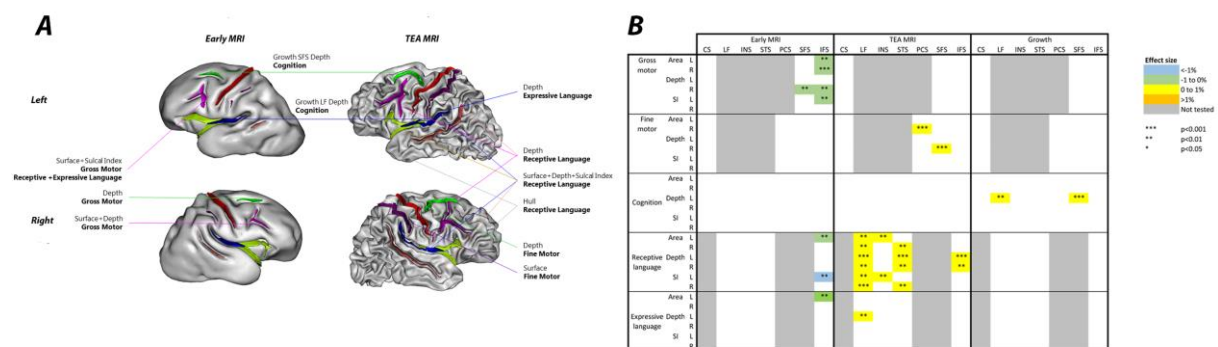 A
Early MRI
TEA MRI
Growth SFS Depth
Cognition
Left
Growth LF Depth
Cognition
Depth
Expressive Language
Surface+Sulcal Index
Gross Motor
Receptive +Expressive Language
Depth
Receptive Language
Surface+Depth+Sulcal Index
Receptive Language
Depth
Gross Motor
Hull
Receptive Language
Right
Surface+Depth
Gross Motor
Depth
Fine Motor
Surface
Fine Motor
B
Early MRI TEA MRI Growth
CS LF INS STS PCS SFS IFS CS LF INS STS PCS SFS IFS CS LF INS STS PCS SFS IFS
Gross motor Area L **
R ***
Depth L
R ** **
SI L **
R
Fine motor Area L
R ***
Depth L
R ***
SI L
R
Cognition Area L
R
Depth L ** ***
R
SI L
R
Receptive language Area L ** ** **
R ** **
Depth L *** *** ***
R ** ** **
SI L ** ** **
R *** **
Expressive language Area L **
R
Depth L **
R
SI L
R
Effect size
<-1%
-1 to 0%
0 to 1%
>1%
Not tested
*** p<0.001
** p<0.01
* p<0.05